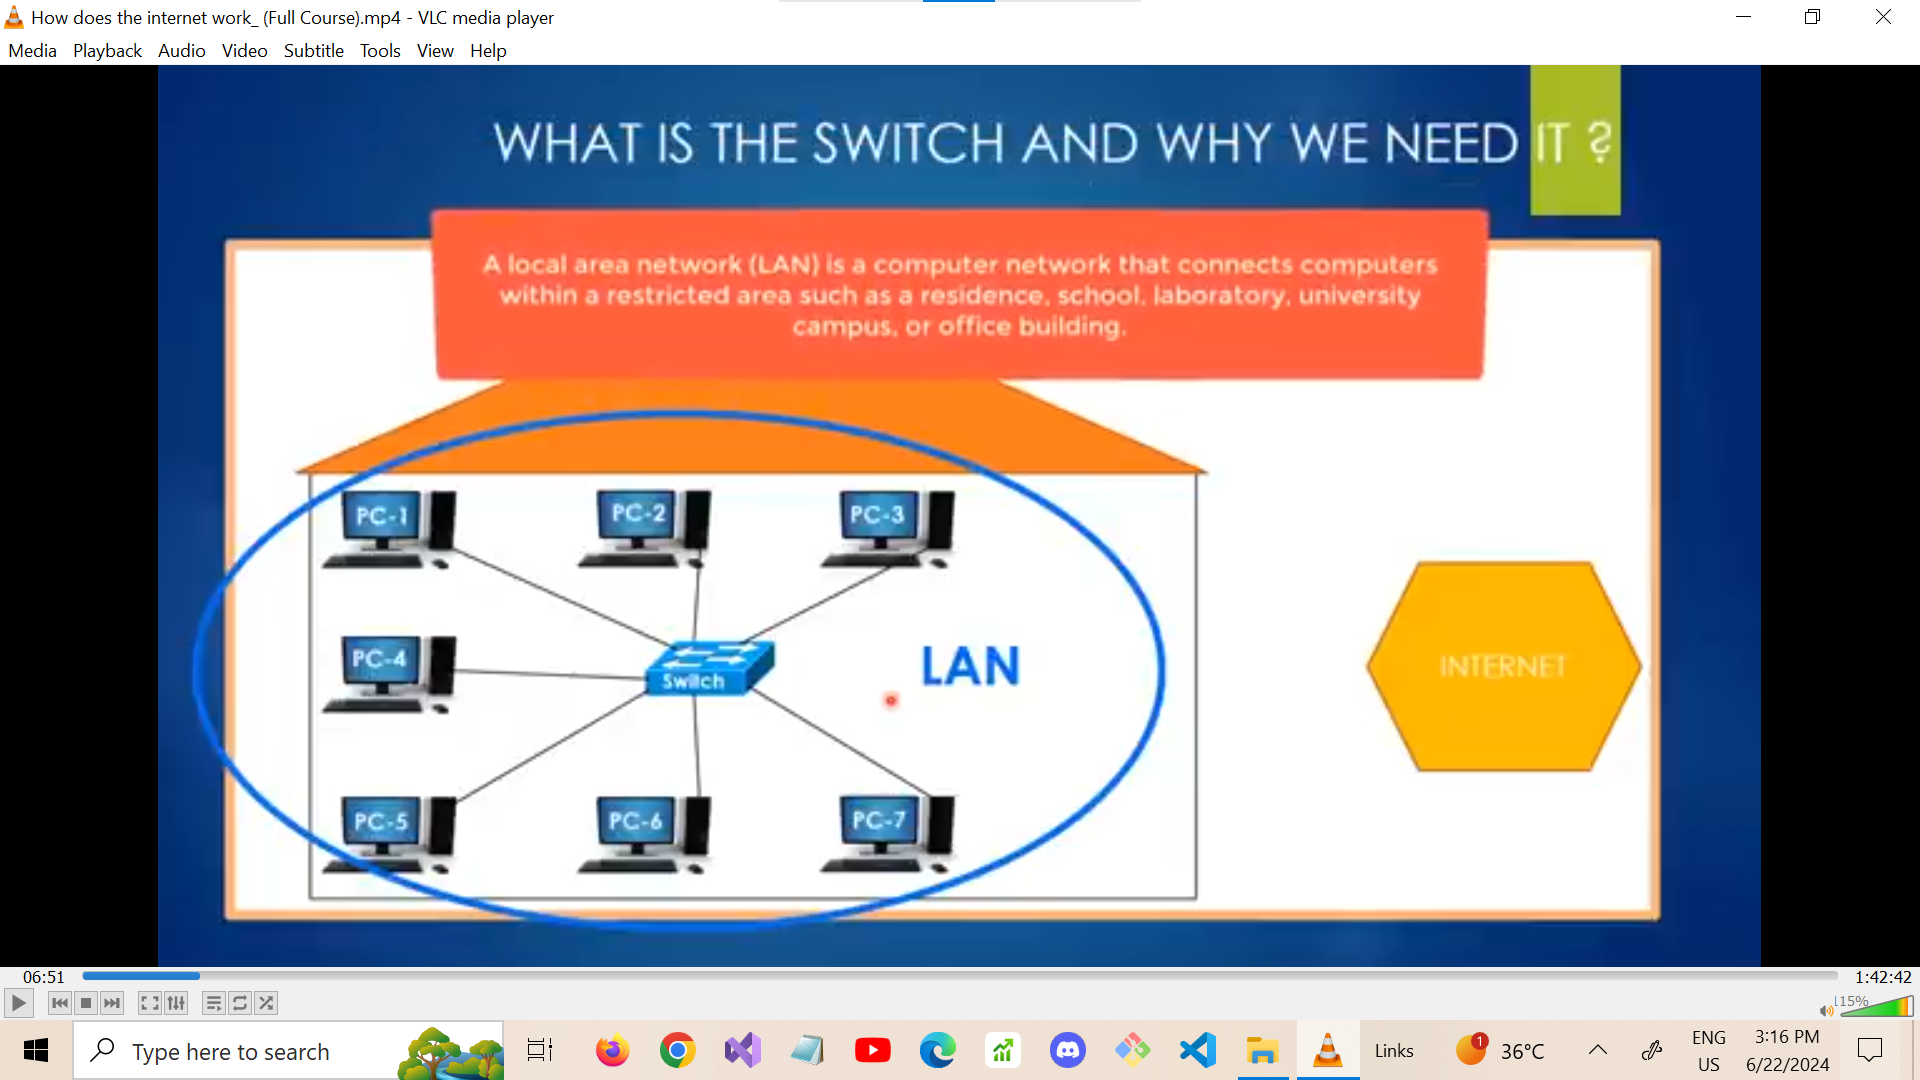 How does the internet work_ (Full Course).mp4 - VLC media player
Media Playback Audio Video Subtitle Tools View Help
WHAT IS THE SWITCH AND WHY WE NEED IT ?
A local area network (LAN) is a computer network that connects computers
within a restricted area such as a residence, school, laboratory, university
campus, or office building.
PC-1 PC-2 PC-3
PC-4 Switch LAN INTERNET
PC-5 PC-6 PC-7
06:51 1:42:42
115%
Type here to search
Links
1
36°C
ENG
US
3:16 PM
6/22/2024